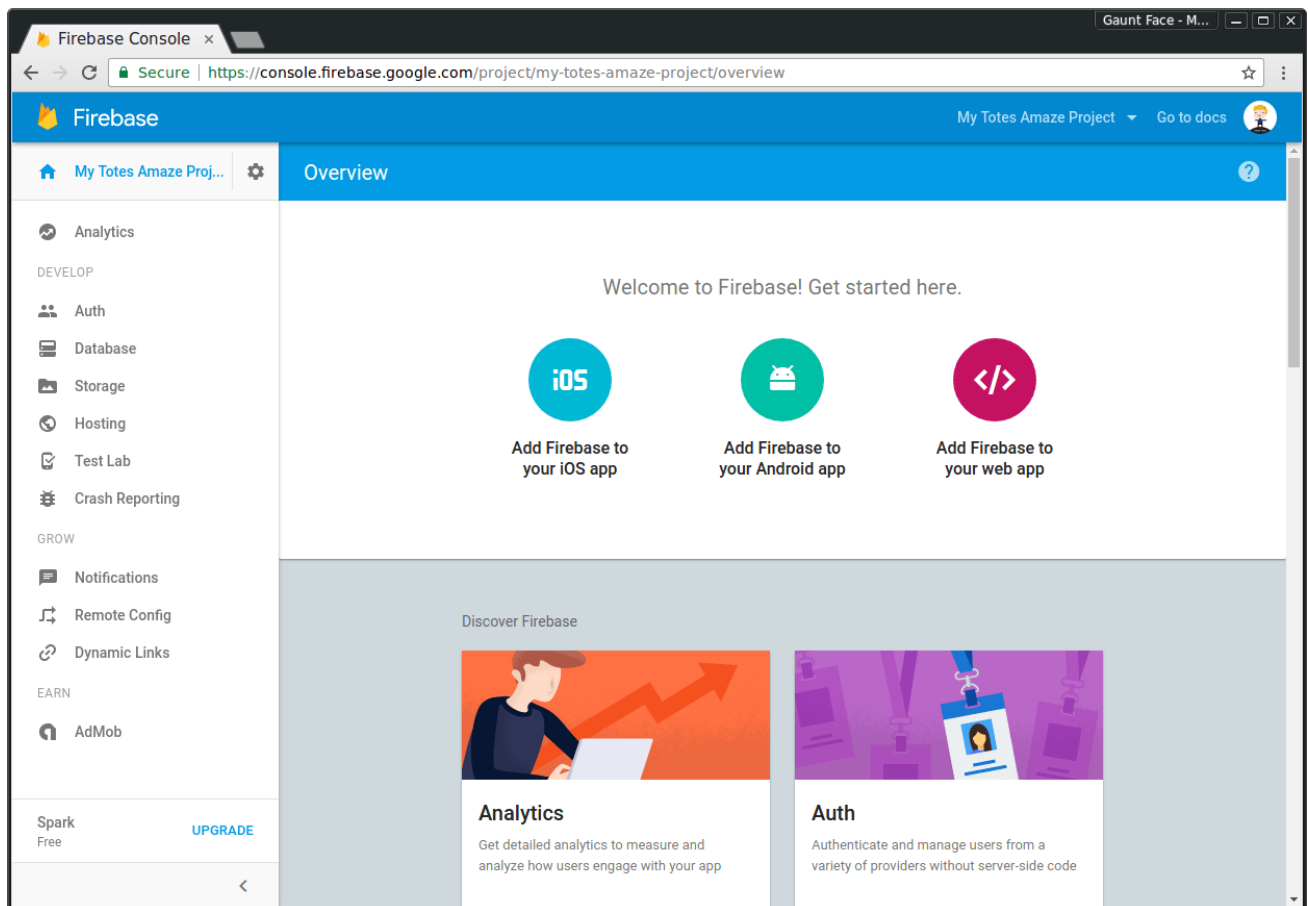 Gaunt Face - M...
Firebase Console
Secure https://console.firebase.google.com/project/my-totes-amaze-project/overview
Firebase
My Totes Amaze Project
Go to docs
My Totes Amaze Proj...
Overview
Analytics
DEVELOP
Auth
Database
Storage
Hosting
Test Lab
Crash Reporting
GROW
Notifications
Remote Config
Dynamic Links
EARN
AdMob
Spark
Free
UPGRADE
Welcome to Firebase! Get started here.
iOS
Add Firebase to
your iOS app
Add Firebase to
your Android app
</>
Add Firebase to
your web app
Discover Firebase
Analytics
Get detailed analytics to measure and
analyze how users engage with your app
Auth
Authenticate and manage users from a
variety of providers without server-side code